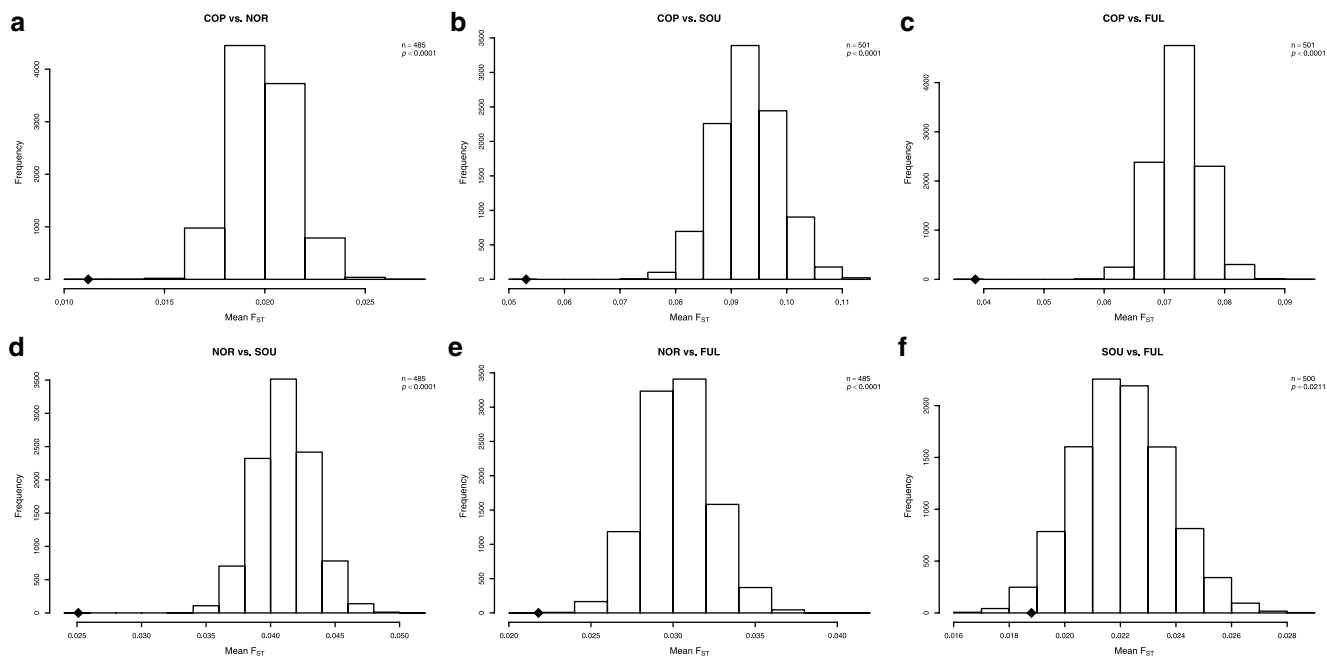 a
COP vs. NOR
n = 485
p < 0.0001
Frequency
0 1000 2000 3000 4000
0.010 0.015 0.020 0.025
Mean FST
b
COP vs. SOU
n = 501
p < 0.0001
Frequency
0 500 1000 1500 2000 2500 3000 3500
0.05 0.06 0.07 0.08 0.09 0.10 0.11
Mean FST
c
COP vs. FUL
n = 501
p < 0.0001
Frequency
0 1000 2000 3000 4000
0.04 0.05 0.06 0.07 0.08 0.09
Mean FST
d
NOR vs. SOU
n = 485
p < 0.0001
Frequency
0 500 1000 1500 2000 2500 3000 3500
0.025 0.030 0.035 0.040 0.045 0.050
Mean FST
e
NOR vs. FUL
n = 485
p < 0.0001
Frequency
0 500 1000 1500 2000 2500 3000 3500
0.020 0.025 0.030 0.035 0.040
Mean FST
f
SOU vs. FUL
n = 500
p = 0.0211
Frequency
0 500 1000 1500 2000
0.016 0.018 0.020 0.022 0.024 0.026 0.028
Mean FST